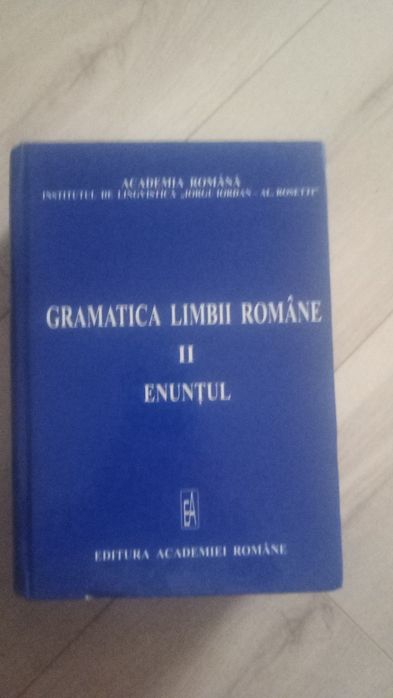 ACADEMIA ROMÂNĂ
INSTITUTUL DE LINGVISTICĂ „IORGU IORDAN - AL. ROSETTI”
GRAMATICA LIMBII ROMÂNE
II
ENUNȚUL
EA
EDITURA ACADEMIEI ROMÂNE